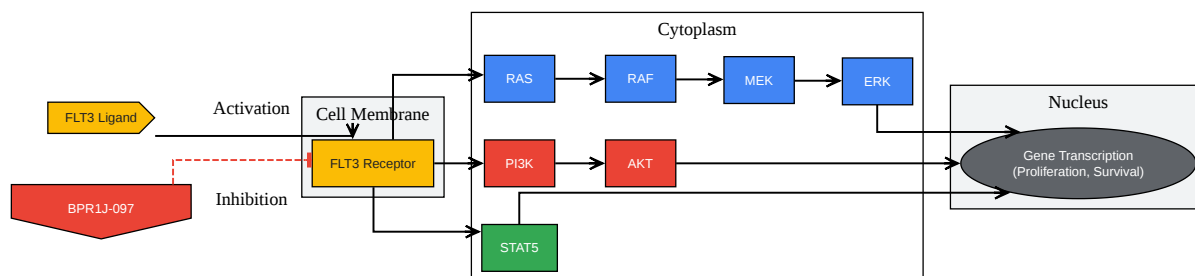 Cytoplasm
RAS
RAF
MEK
ERK
Activation
Cell Membrane
Nucleus
FLT3 Ligand
FLT3 Receptor
PI3K
AKT
Gene Transcription
(Proliferation, Survival)
BPR1J-097
Inhibition
STAT5